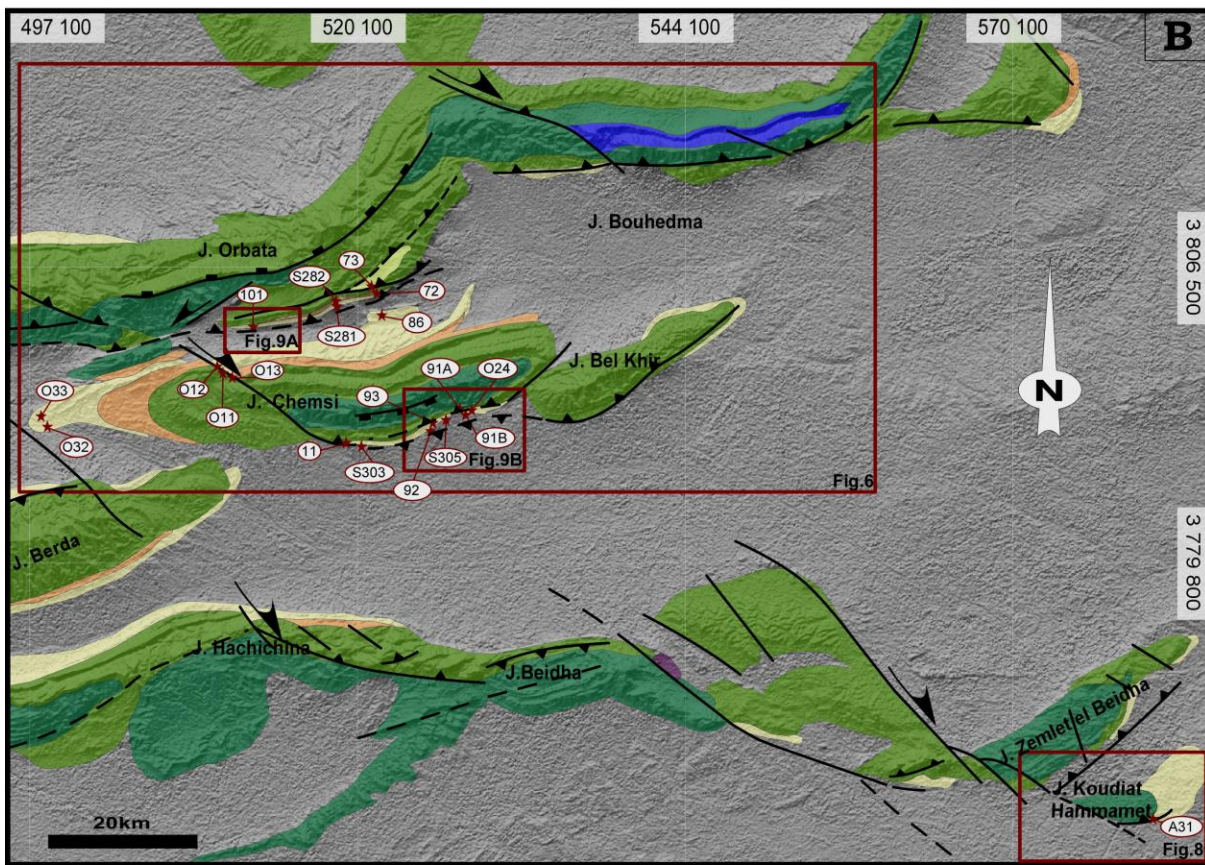 497 100
520 100
544 100
570 100
B
J. Bouhedma
3 806 500
J. Orbata
73
S282
101
72
86
S281
Fig.9A
J. Bel Khir
91A
O24
O13
O12
93
O33
O11
J. Chemsi
O32
11
S305
91B
S303
Fig.9B
92
Fig.6
N
J. Berda
3 779 800
J. Hachichina
J.Beidha
J. Zemlet el Beidha
J. Koudiat
Hammamet
20km
A31
Fig.8